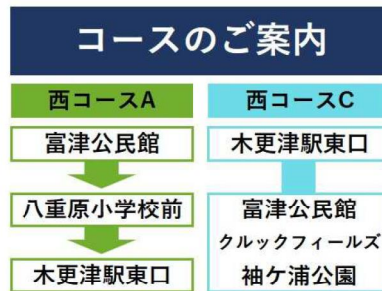 コースのご案内
西コースA
富津公民館
八重原小学校前
木更津駅東口
西コースC
木更津駅東口
富津公民館
クルックフィールズ
袖ケ浦公園